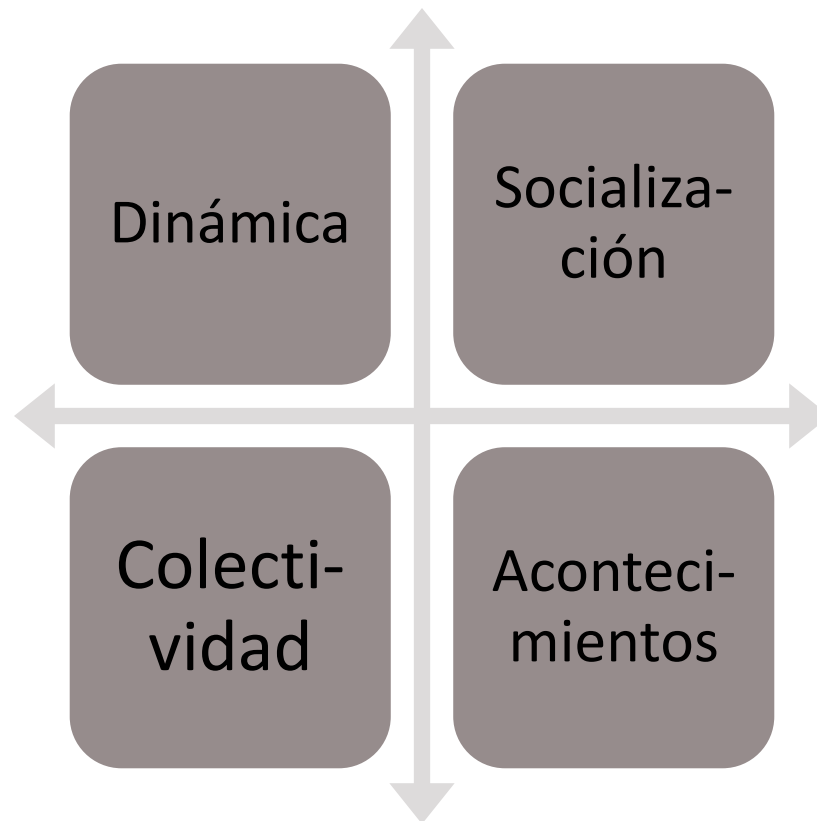 Dinámica
Socializa-
ción
Colecti-
vidad
Aconteci-
mientos